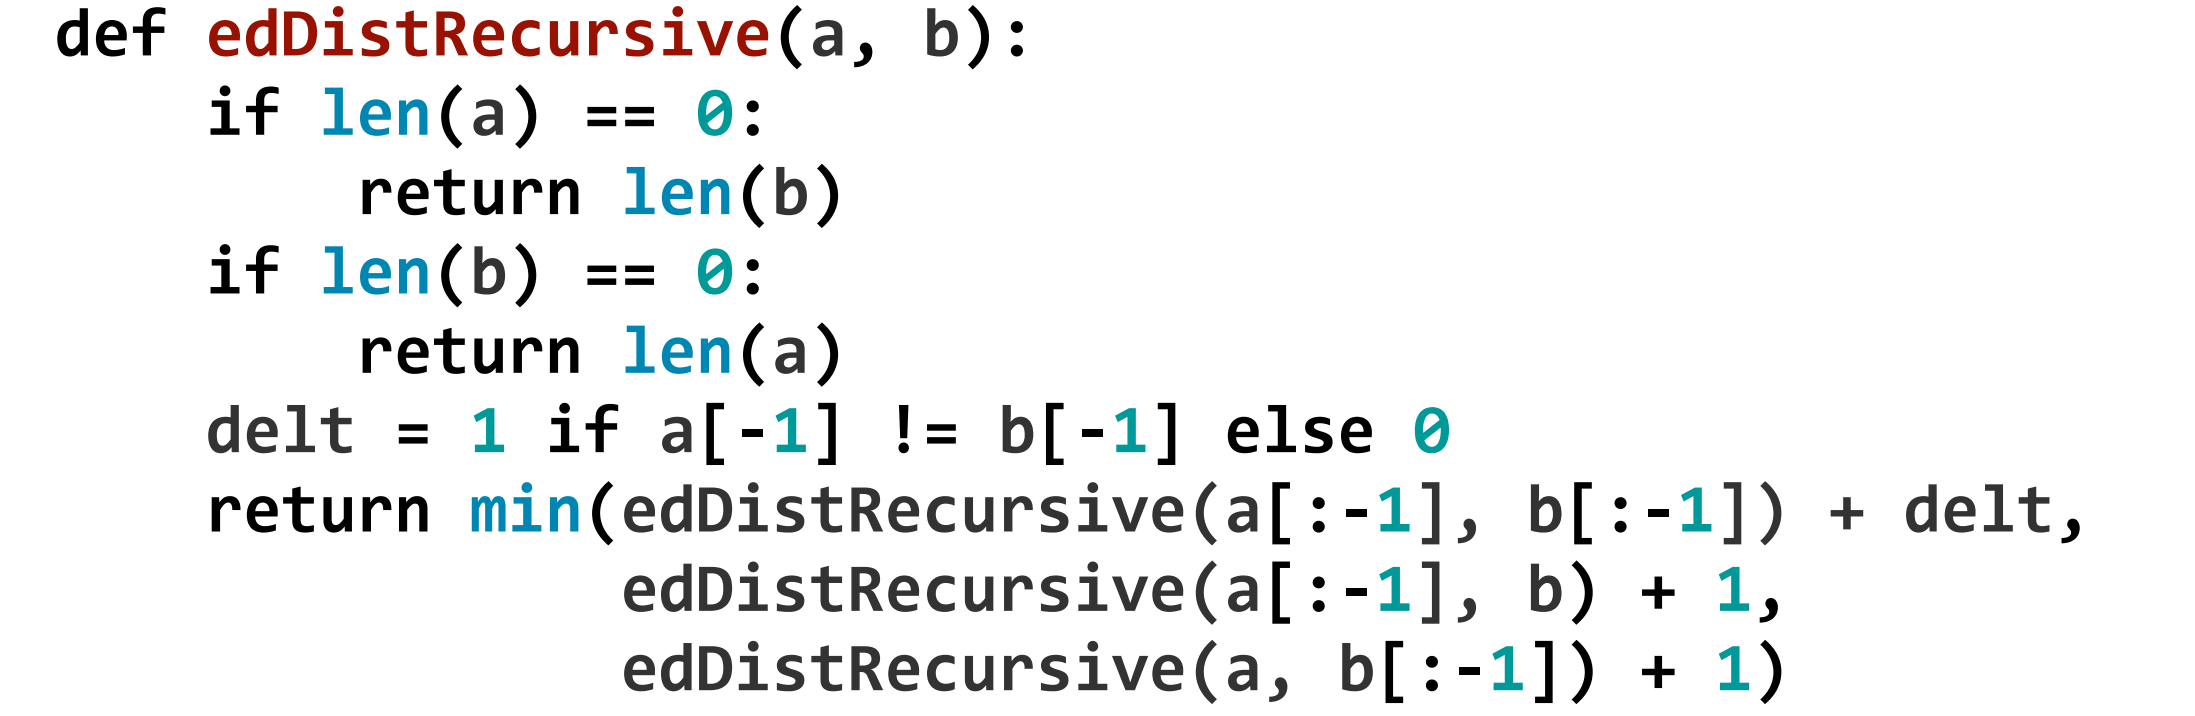 def edDistRecursive(a, b):
    if len(a) == 0:
        return len(b)
    if len(b) == 0:
        return len(a)
    delt = 1 if a[-1] != b[-1] else 0
    return min(edDistRecursive(a[:-1], b[:-1]) + delt,
               edDistRecursive(a[:-1], b) + 1,
               edDistRecursive(a, b[:-1]) + 1)